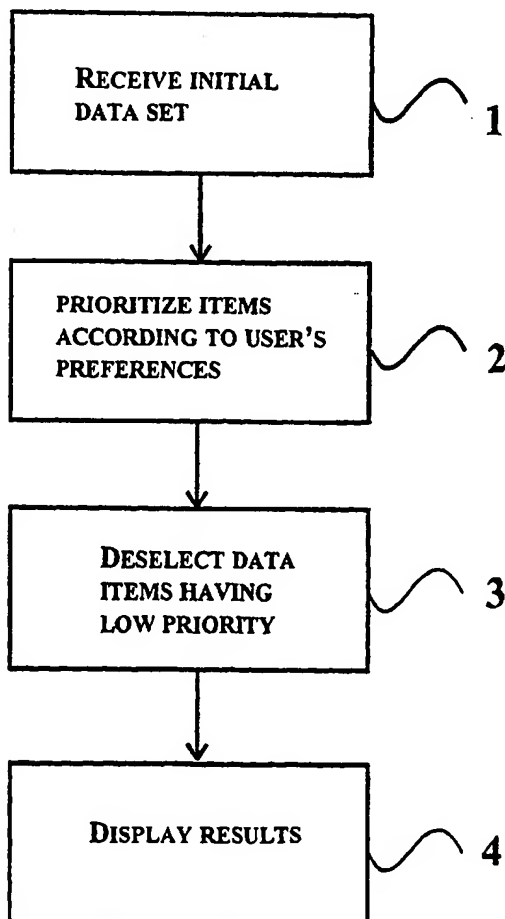 RECEIVE INITIAL
DATA SET
1
PRIORITIZE ITEMS
ACCORDING TO USER'S
PREFERENCES
2
DESELECT DATA
ITEMS HAVING
LOW PRIORITY
3
DISPLAY RESULTS
4